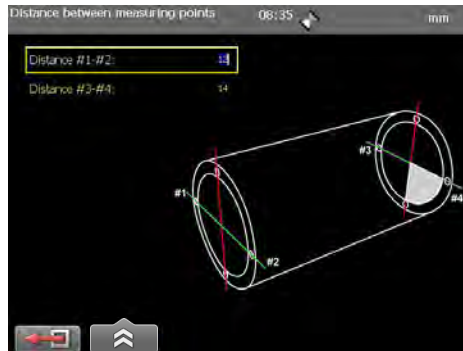 Distance between measuring points 08:35 mm
Distance #1-#2:
Distance #3-#4: 14
#3
#1
#4
#2